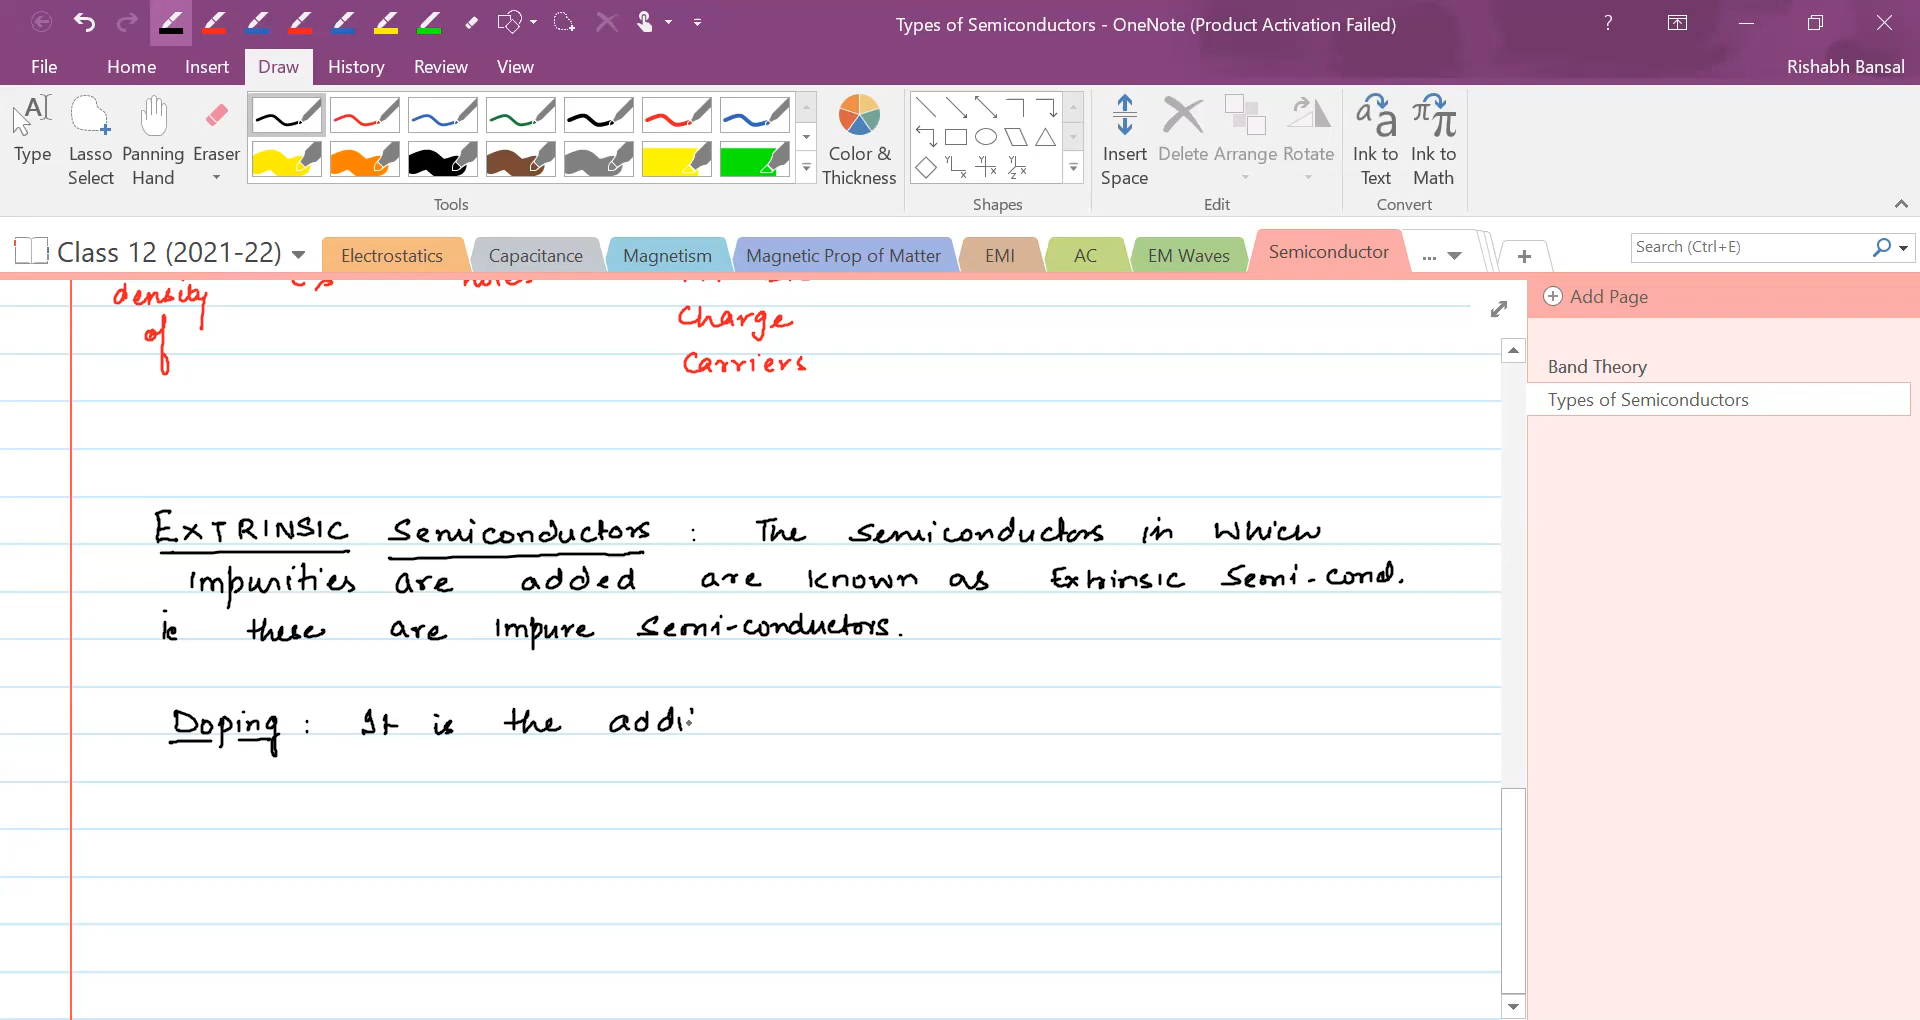 Types of Semiconductors - OneNote (Product Activation Failed)
?
File Home Insert Draw History Review View
Rishabh Bansal
Type
Lasso Select
Panning Hand
Eraser
Color & Thickness
Insert Space
Delete
Arrange
Rotate
Ink to Text
Ink to Math
Tools
Shapes
Edit
Convert
Class 12 (2021-22)
Electrostatics
Capacitance
Magnetism
Magnetic Prop of Matter
EMI
AC
EM Waves
Semiconductor
...
Search (Ctrl+E)
Add Page
Band Theory
Types of Semiconductors
density
of
Charge
Carriers
EXTRINSIC Semiconductors : The semiconductors in which
impurities are added are known as Extrinsic Semi-cond.
ie these are impure semi-conductors.
Doping : It is the addi